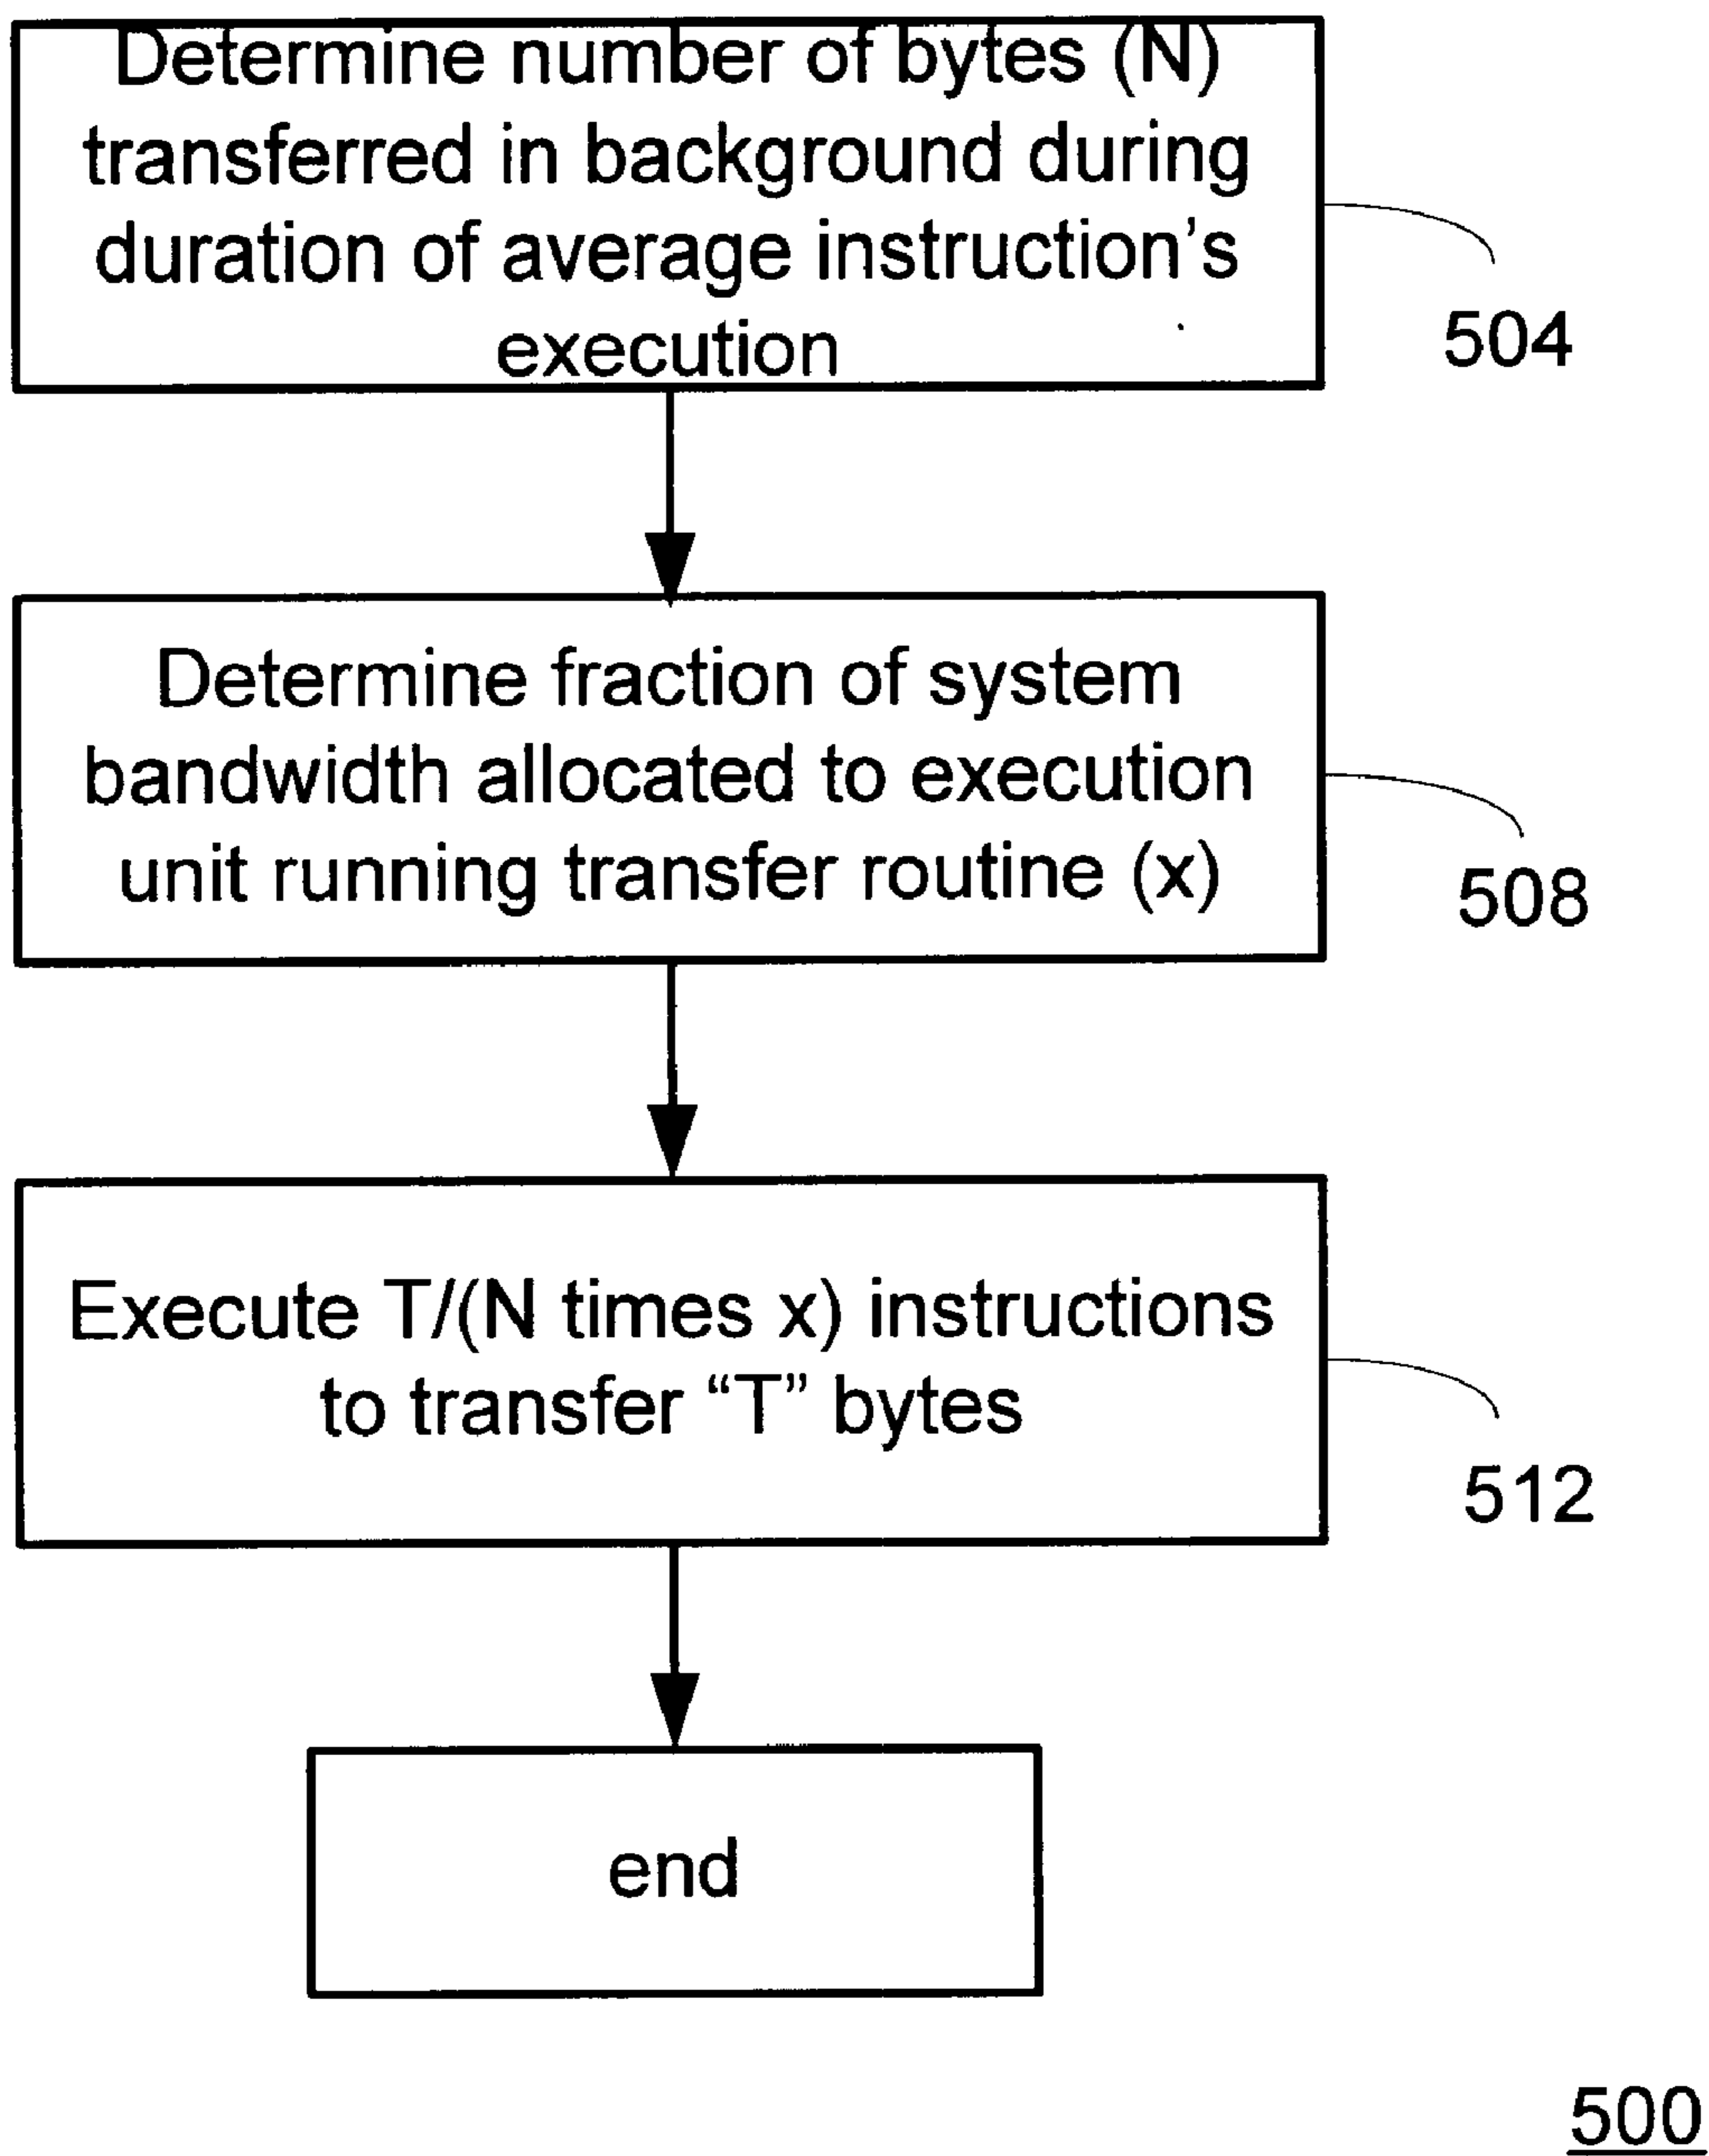 Determine number of bytes (N)
transferred in background during
duration of average instruction's
execution
504
Determine fraction of system
bandwidth allocated to execution
unit running transfer routine (x)
508
Execute T/(N times x) instructions
to transfer “T” bytes
512
end
500